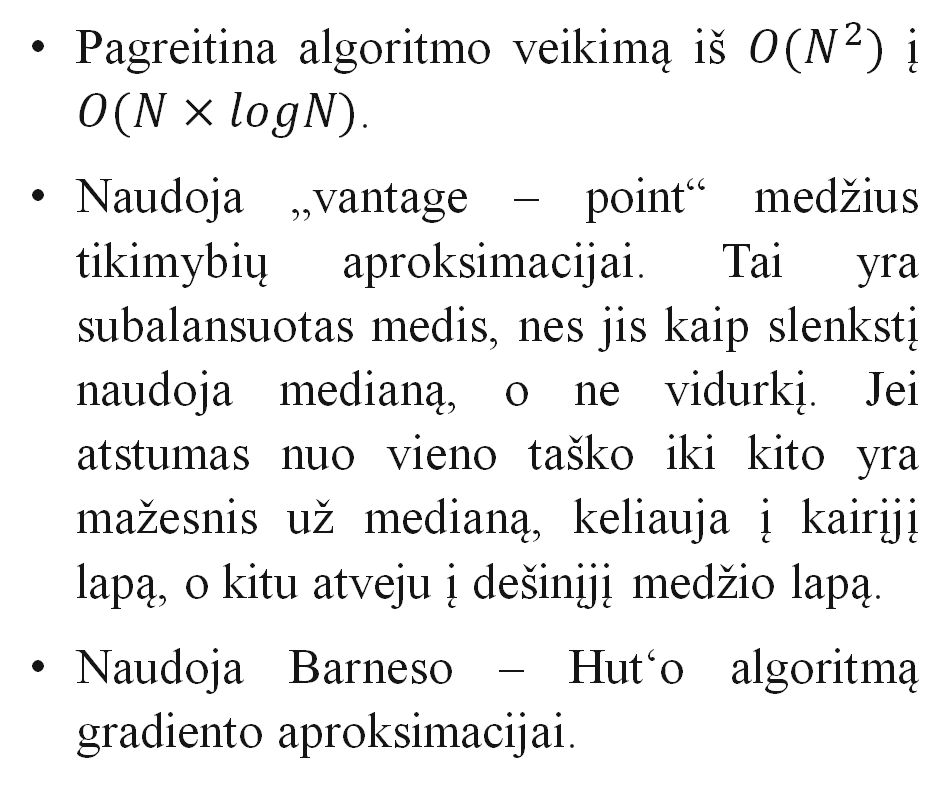 • Pagreitina algoritmo veikimą iš O(N²) į
O(N × logN).
• Naudoja „vantage – point“ medžius
tikimybių aproksimacijai. Tai yra
subalansuotas medis, nes jis kaip slenkstį
naudoja medianą, o ne vidurkį. Jei
atstumas nuo vieno taško iki kito yra
mažesnis už medianą, keliauja į kairįjį
lapą, o kitu atveju į dešinįjį medžio lapą.
• Naudoja Barneso – Hut‘o algoritmą
gradiento aproksimacijai.